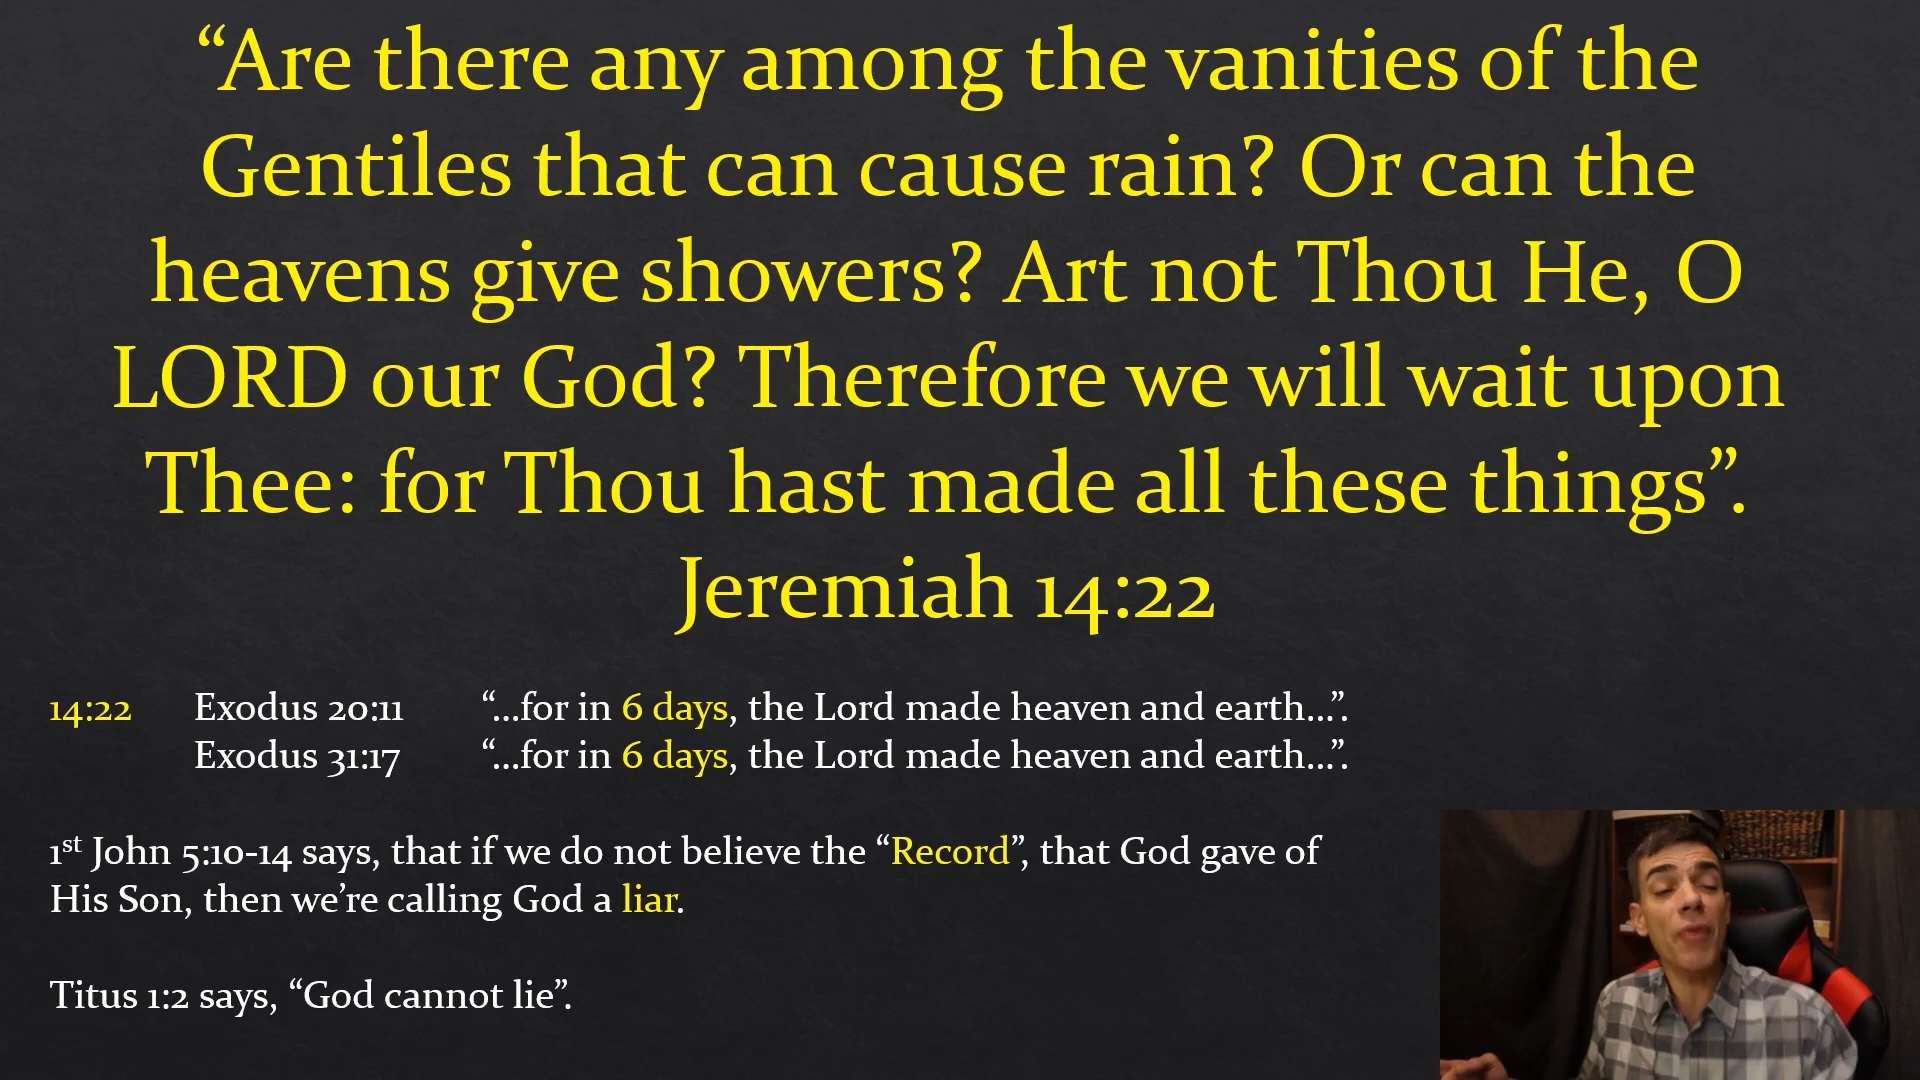 “Are there any among the vanities of the
Gentiles that can cause rain? Or can the
heavens give showers? Art not Thou He, O
LORD our God? Therefore we will wait upon
Thee: for Thou hast made all these things”.
Jeremiah 14:22
14:22 Exodus 20:11 “...for in 6 days, the Lord made heaven and earth...”.
Exodus 31:17 “...for in 6 days, the Lord made heaven and earth...”.
1st John 5:10-14 says, that if we do not believe the “Record”, that God gave of
His Son, then we’re calling God a liar.
Titus 1:2 says, “God cannot lie”.